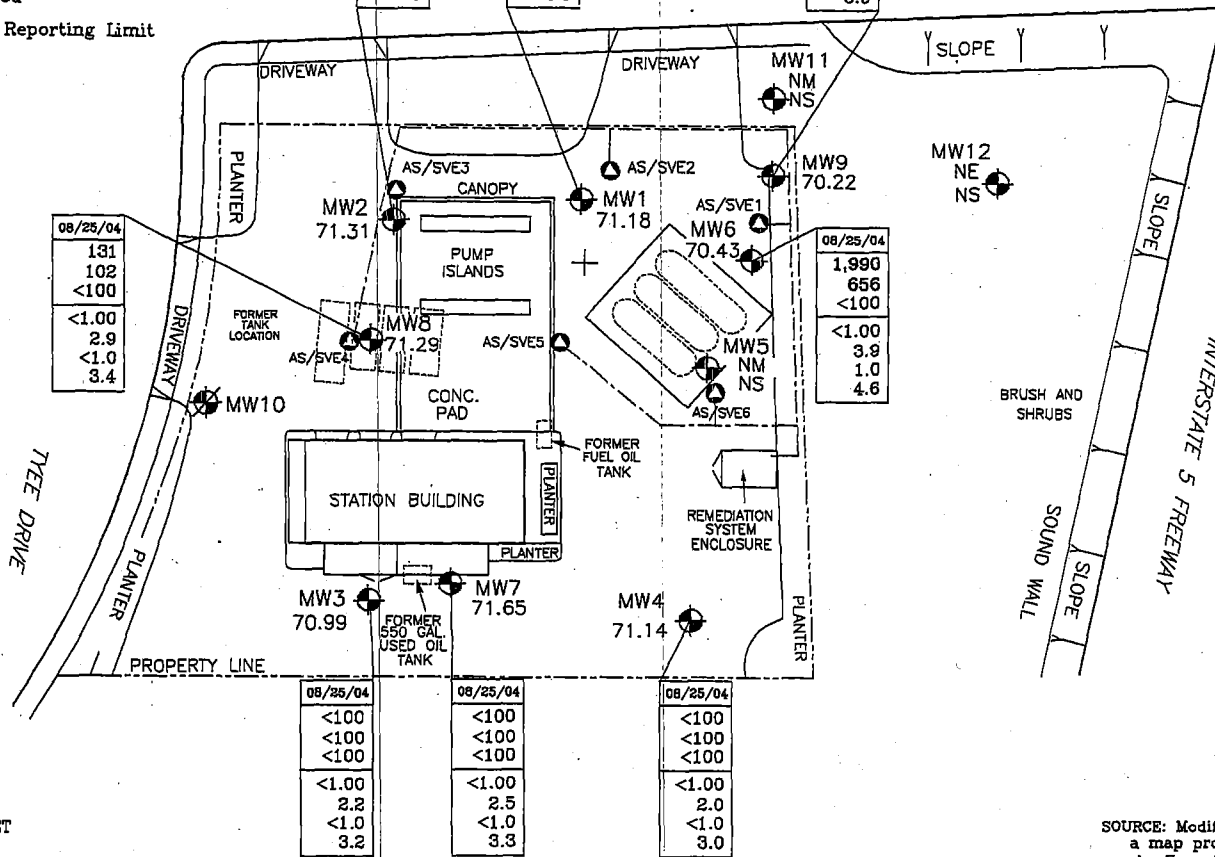 Reporting Limit
DRIVEWAY
DRIVEWAY
SLOPE
MW11
NM
NS
PLANTER
AS/SVE3
CANOPY
AS/SVE2
MW9
70.22
MW12
NE
NS
MW2
71.31
MW1
71.18
AS/SVE1
MW6
70.43
SLOPE
08/25/04
131
102
<100
<1.00
2.9
<1.0
3.4
PUMP
ISLANDS
08/25/04
1,990
656
<100
<1.00
3.9
1.0
4.6
DRIVEWAY
FORMER
TANK
LOCATION
MW8
71.29
AS/SVE4
AS/SVE5
MW5
NM
NS
AS/SVE6
INTERSTATE 5 FREEWAY
MW10
CONC.
PAD
BRUSH AND
SHRUBS
FORMER
FUEL OIL
TANK
TYEE DRIVE
STATION BUILDING
PLANTER
REMEDIATION
SYSTEM
ENCLOSURE
SOUND WALL
PLANTER
PLANTER
SLOPE
MW3
70.99
FORMER
550 GAL.
USED OIL
TANK
MW7
71.65
MW4
71.14
PLANTER
PROPERTY LINE
08/25/04
<100
<100
<100
<1.00
2.2
<1.0
3.2
08/25/04
<100
<100
<100
<1.00
2.5
<1.0
3.3
08/25/04
<100
<100
<100
<1.00
2.0
<1.0
3.0
SOURCE: Modifi
a map pro